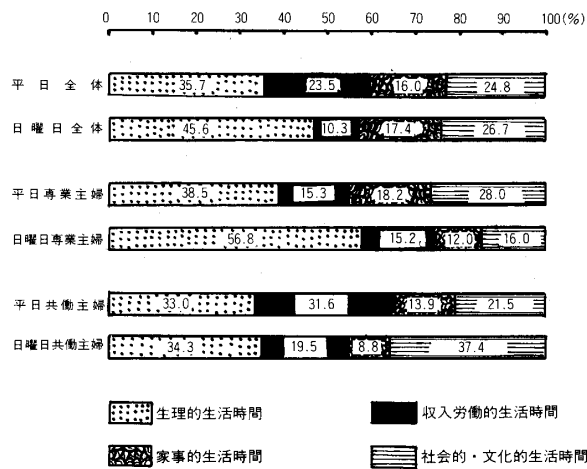 0 10 20 30 40 50 60 70 80 90 100(%)
平日全体 35.7 23.5 16.0 24.8
日曜日全体 45.6 10.3 17.4 26.7
平日専業主婦 38.5 15.3 18.2 28.0
日曜日専業主婦 56.8 15.2 12.0 16.0
平日共働主婦 33.0 31.6 13.9 21.5
日曜日共働主婦 34.3 19.5 8.8 37.4
生理的生活時間 収入労働的生活時間
家事的生活時間 社会的・文化的生活時間